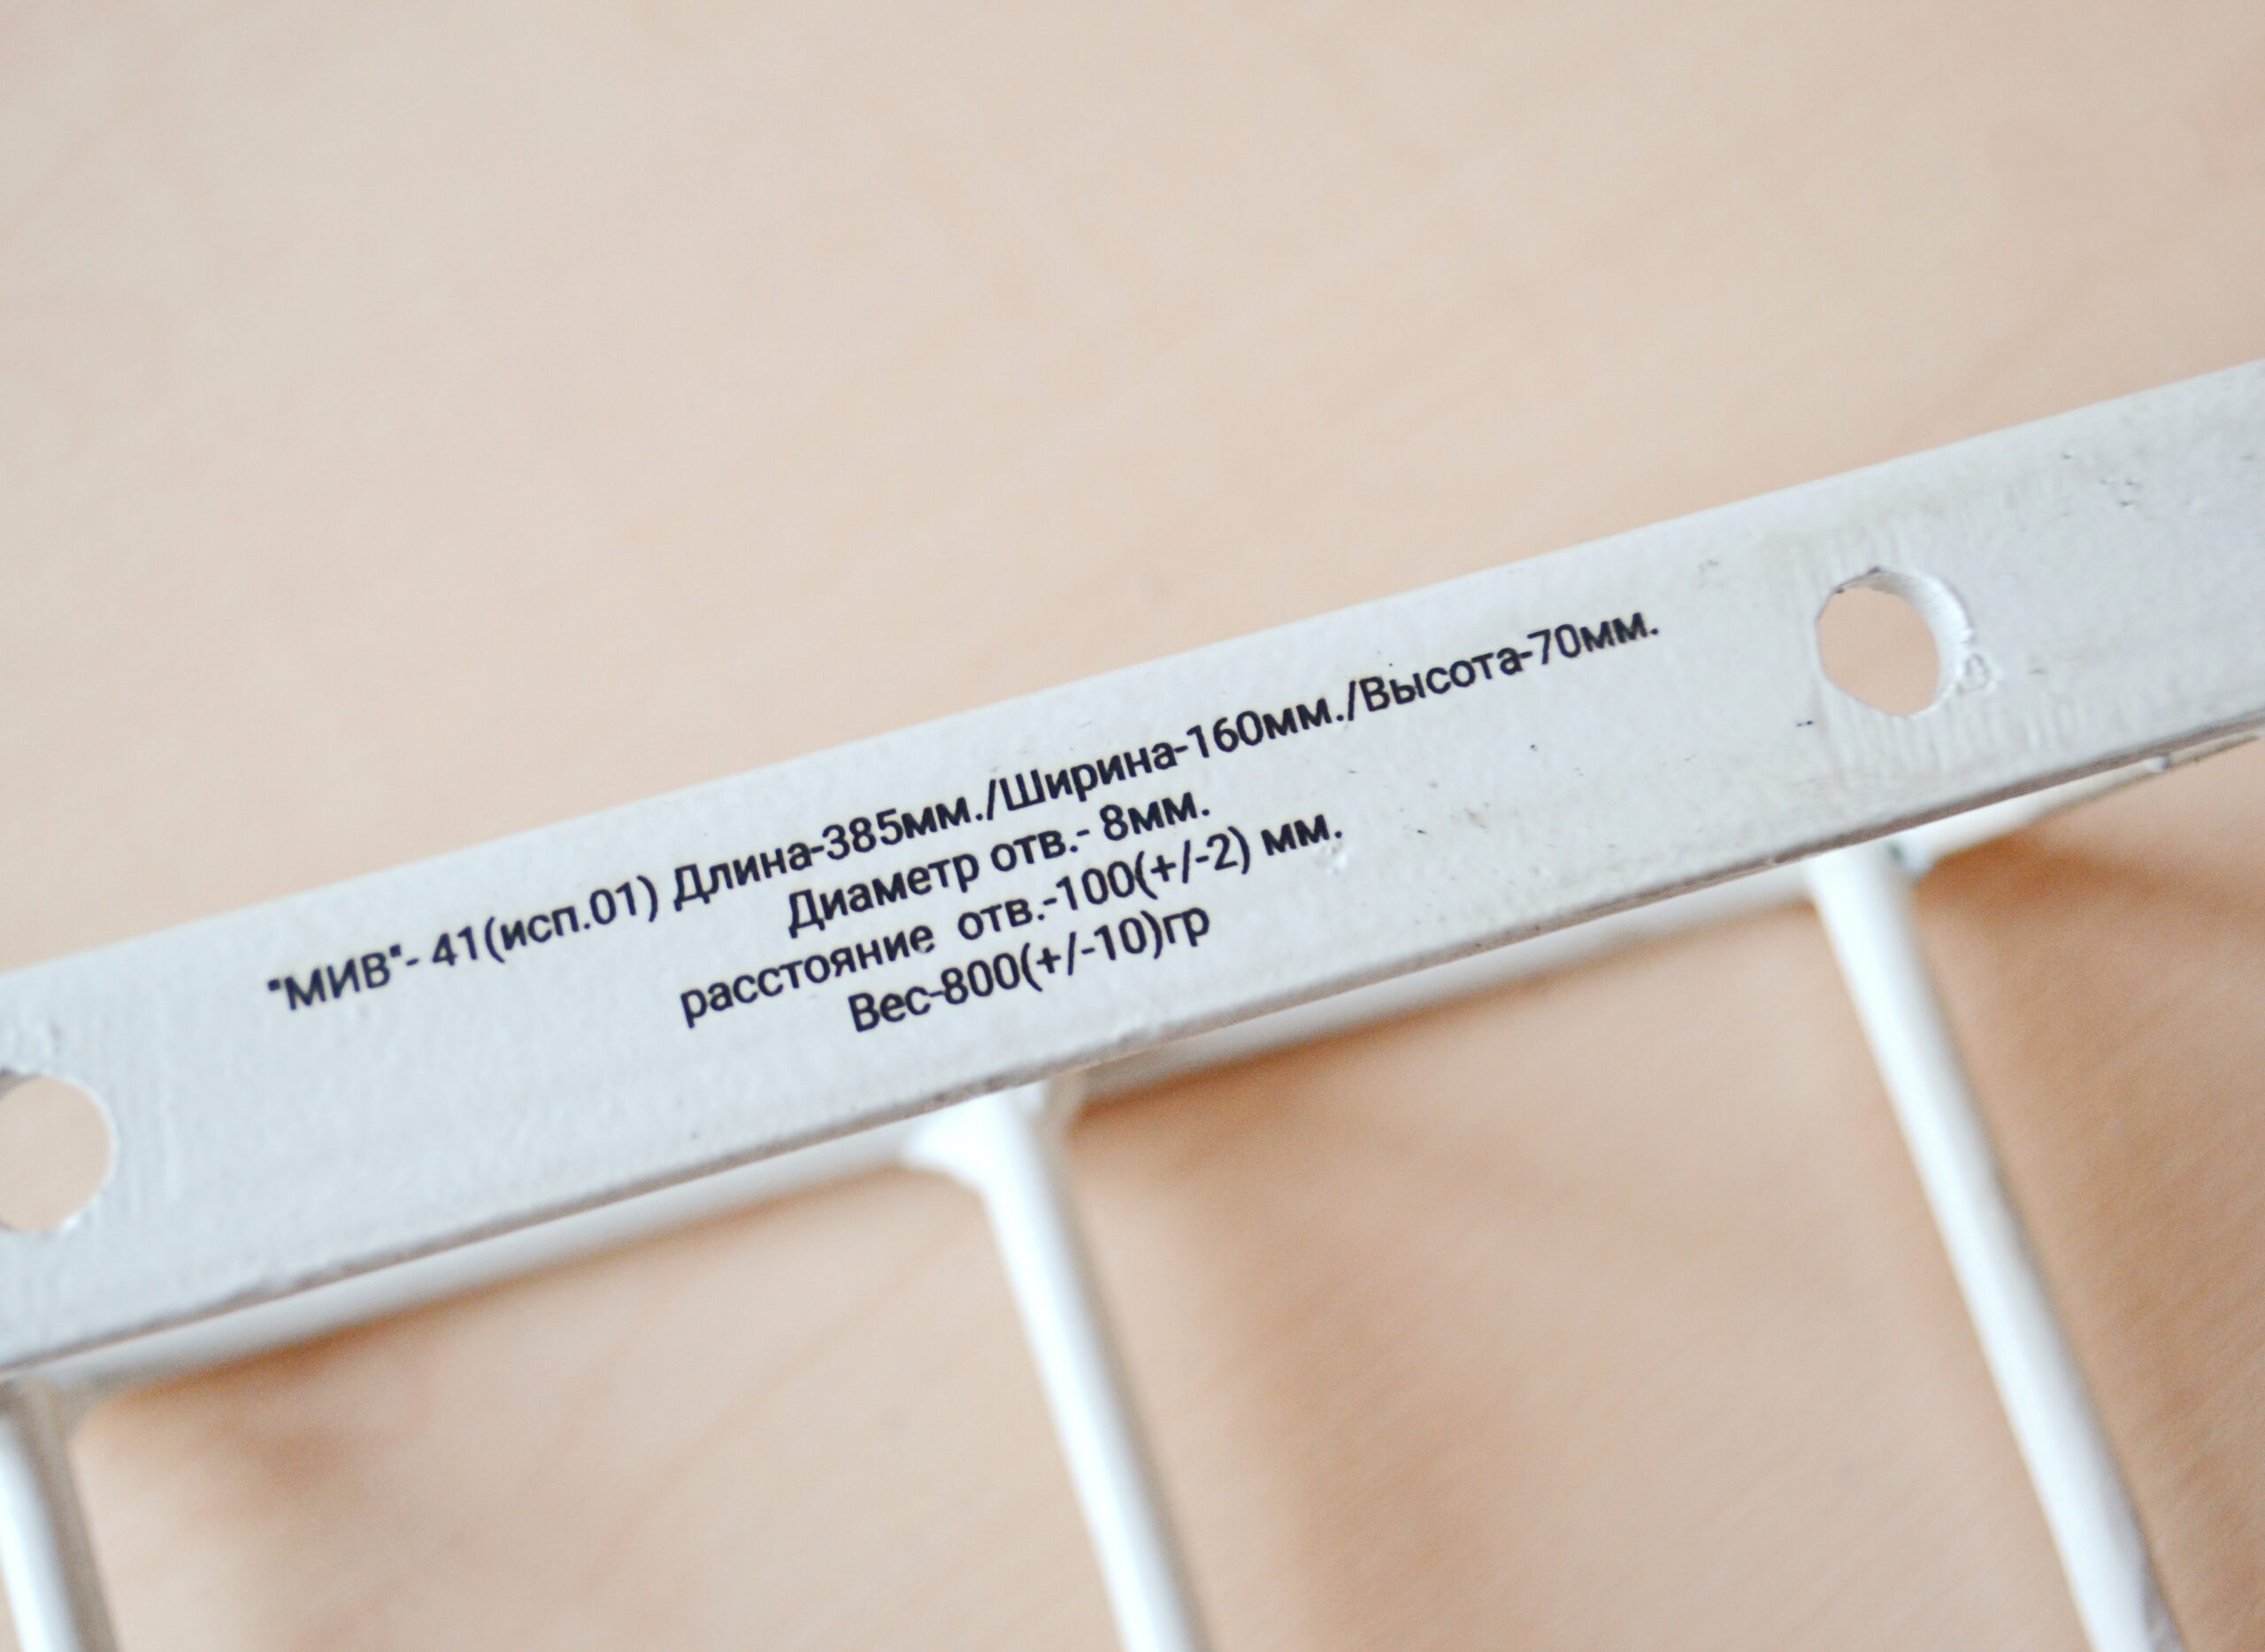 "МИВ"- 41(исп.01) Длина-385мм./Ширина-160мм./Высота-70мм.
Диаметр отв.- 8мм.
расстояние отв.-100(+/-2) мм.
Вес-800(+/-10)гр